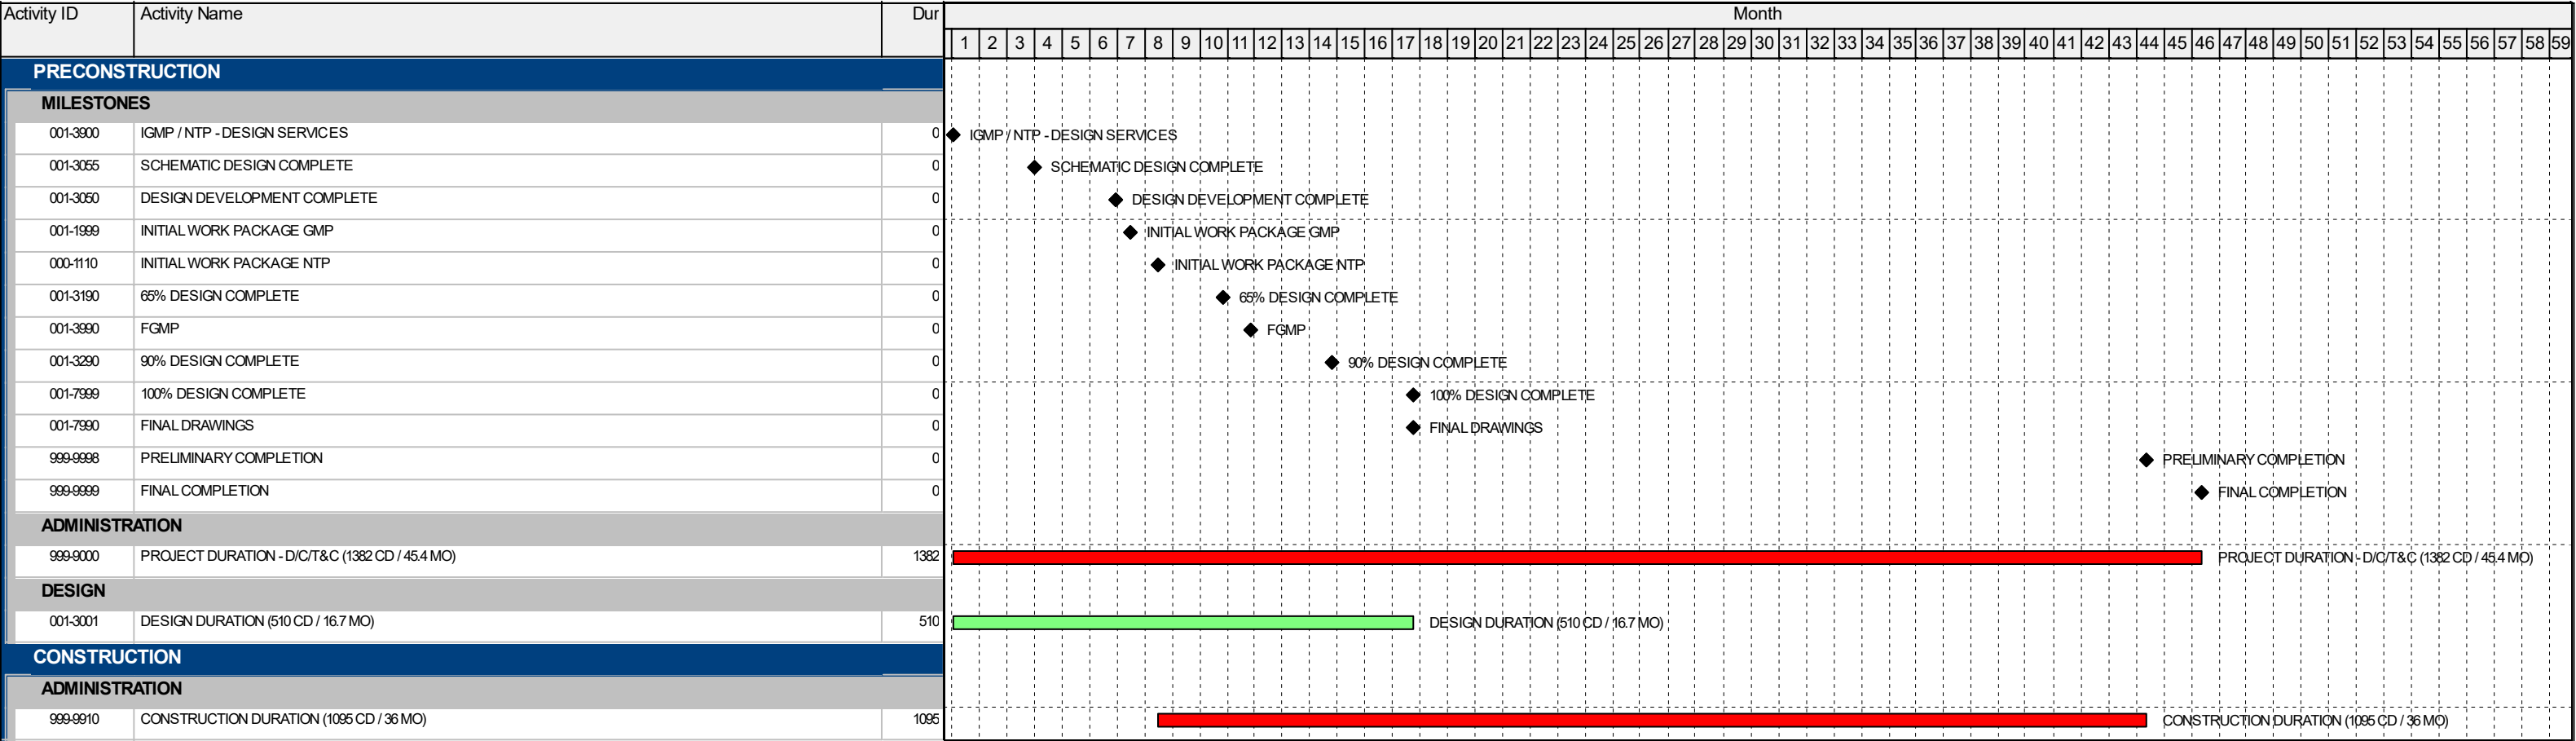 Activity ID Activity Name Dur Month
1 2 3 4 5 6 7 8 9 10 11 12 13 14 15 16 17 18 19 20 21 22 23 24 25 26 27 28 29 30 31 32 33 34 35 36 37 38 39 40 41 42 43 44 45 46 47 48 49 50 51 52 53 54 55 56 57 58 59
PRECONSTRUCTION
MILESTONES
001-3900 IGMP / NTP - DESIGN SERVICES 0 IGMP / NTP - DESIGN SERVICES
001-3055 SCHEMATIC DESIGN COMPLETE 0 SCHEMATIC DESIGN COMPLETE
001-3050 DESIGN DEVELOPMENT COMPLETE 0 DESIGN DEVELOPMENT COMPLETE
001-1999 INITIAL WORK PACKAGE GMP 0 INITIAL WORK PACKAGE GMP
000-1110 INITIAL WORK PACKAGE NTP 0 INITIAL WORK PACKAGE NTP
001-3190 65% DESIGN COMPLETE 0 65% DESIGN COMPLETE
001-3990 FGMP 0 FGMP
001-3290 90% DESIGN COMPLETE 0 90% DESIGN COMPLETE
001-7999 100% DESIGN COMPLETE 0 100% DESIGN COMPLETE
001-7990 FINAL DRAWINGS 0 FINAL DRAWINGS
999-9998 PRELIMINARY COMPLETION 0 PRELIMINARY COMPLETION
999-9999 FINAL COMPLETION 0 FINAL COMPLETION
ADMINISTRATION
999-9000 PROJECT DURATION - D/C/T&C (1382 CD / 45.4 MO) 1382 PROJECT DURATION - D/C/T&C (1382 CD / 45.4 MO)
DESIGN
001-3001 DESIGN DURATION (510 CD / 16.7 MO) 510 DESIGN DURATION (510 CD / 16.7 MO)
CONSTRUCTION
ADMINISTRATION
999-9910 CONSTRUCTION DURATION (1095 CD / 36 MO) 1095 CONSTRUCTION DURATION (1095 CD / 36 MO)